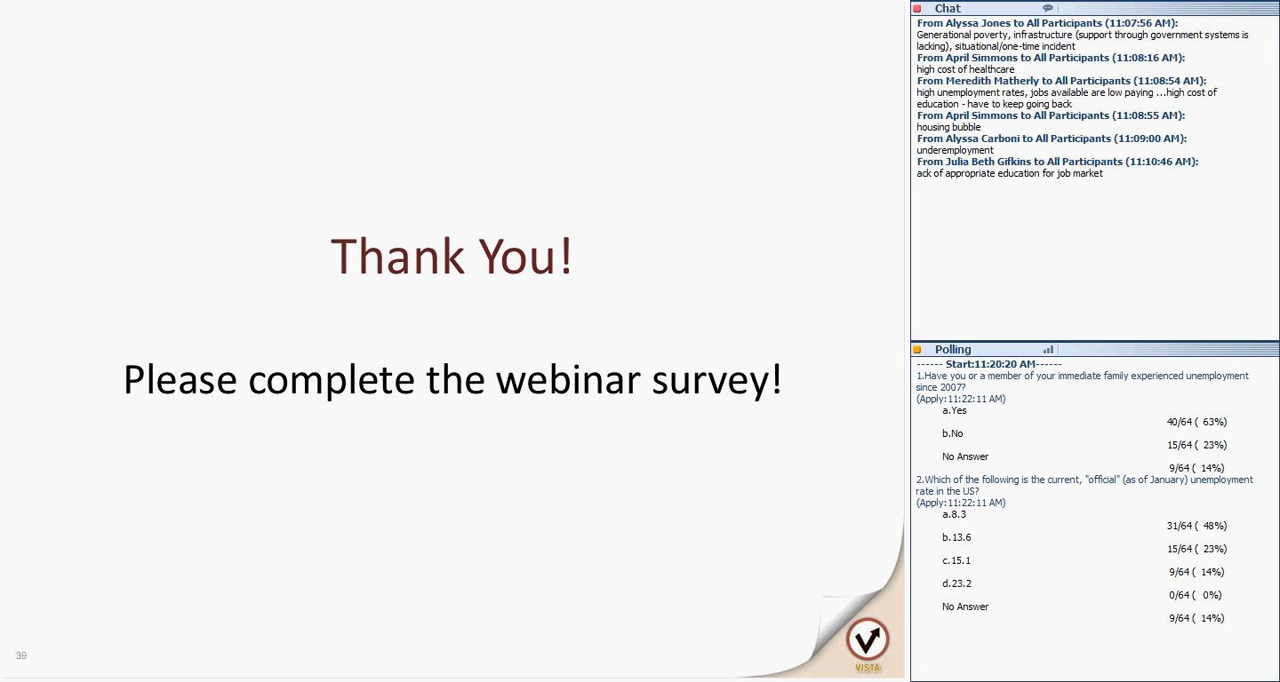 Thank You!
Please complete the webinar survey!
39
VISTA
Chat
From Alyssa Jones to All Participants (11:07:56 AM):
Generational poverty, infrastructure (support through government systems is
lacking), situational/one-time incident
From April Simmons to All Participants (11:08:16 AM):
high cost of healthcare
From Meredith Matherly to All Participants (11:08:54 AM):
high unemployment rates, jobs available are low paying ...high cost of
education - have to keep going back
From April Simmons to All Participants (11:08:55 AM):
housing bubble
From Alyssa Carboni to All Participants (11:09:00 AM):
underemployment
From Julia Beth Gifkins to All Participants (11:10:46 AM):
ack of appropriate education for job market
Polling
------ Start:11:20:20 AM------
1.Have you or a member of your immediate family experienced unemployment
since 2007?
(Apply:11:22:11 AM)
a.Yes
40/64 ( 63%)
b.No
15/64 ( 23%)
No Answer
9/64 ( 14%)
2.Which of the following is the current, "official" (as of January) unemployment
rate in the US?
(Apply:11:22:11 AM)
a.8.3
31/64 ( 48%)
b.13.6
15/64 ( 23%)
c.15.1
9/64 ( 14%)
d.23.2
0/64 ( 0%)
No Answer
9/64 ( 14%)